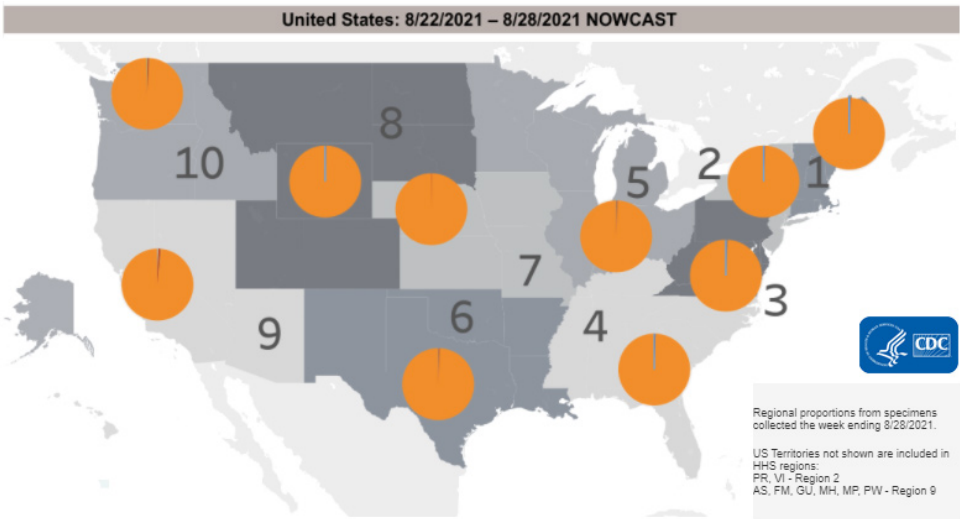 United States: 8/22/2021 – 8/28/2021 NOWCAST
8
10
2
1
5
7
3
6
4
9
CDC
Regional proportions from specimens
collected the week ending 8/28/2021.
US Territories not shown are included in
HHS regions:
PR, VI - Region 2
AS, FM, GU, MH, MP, PW - Region 9